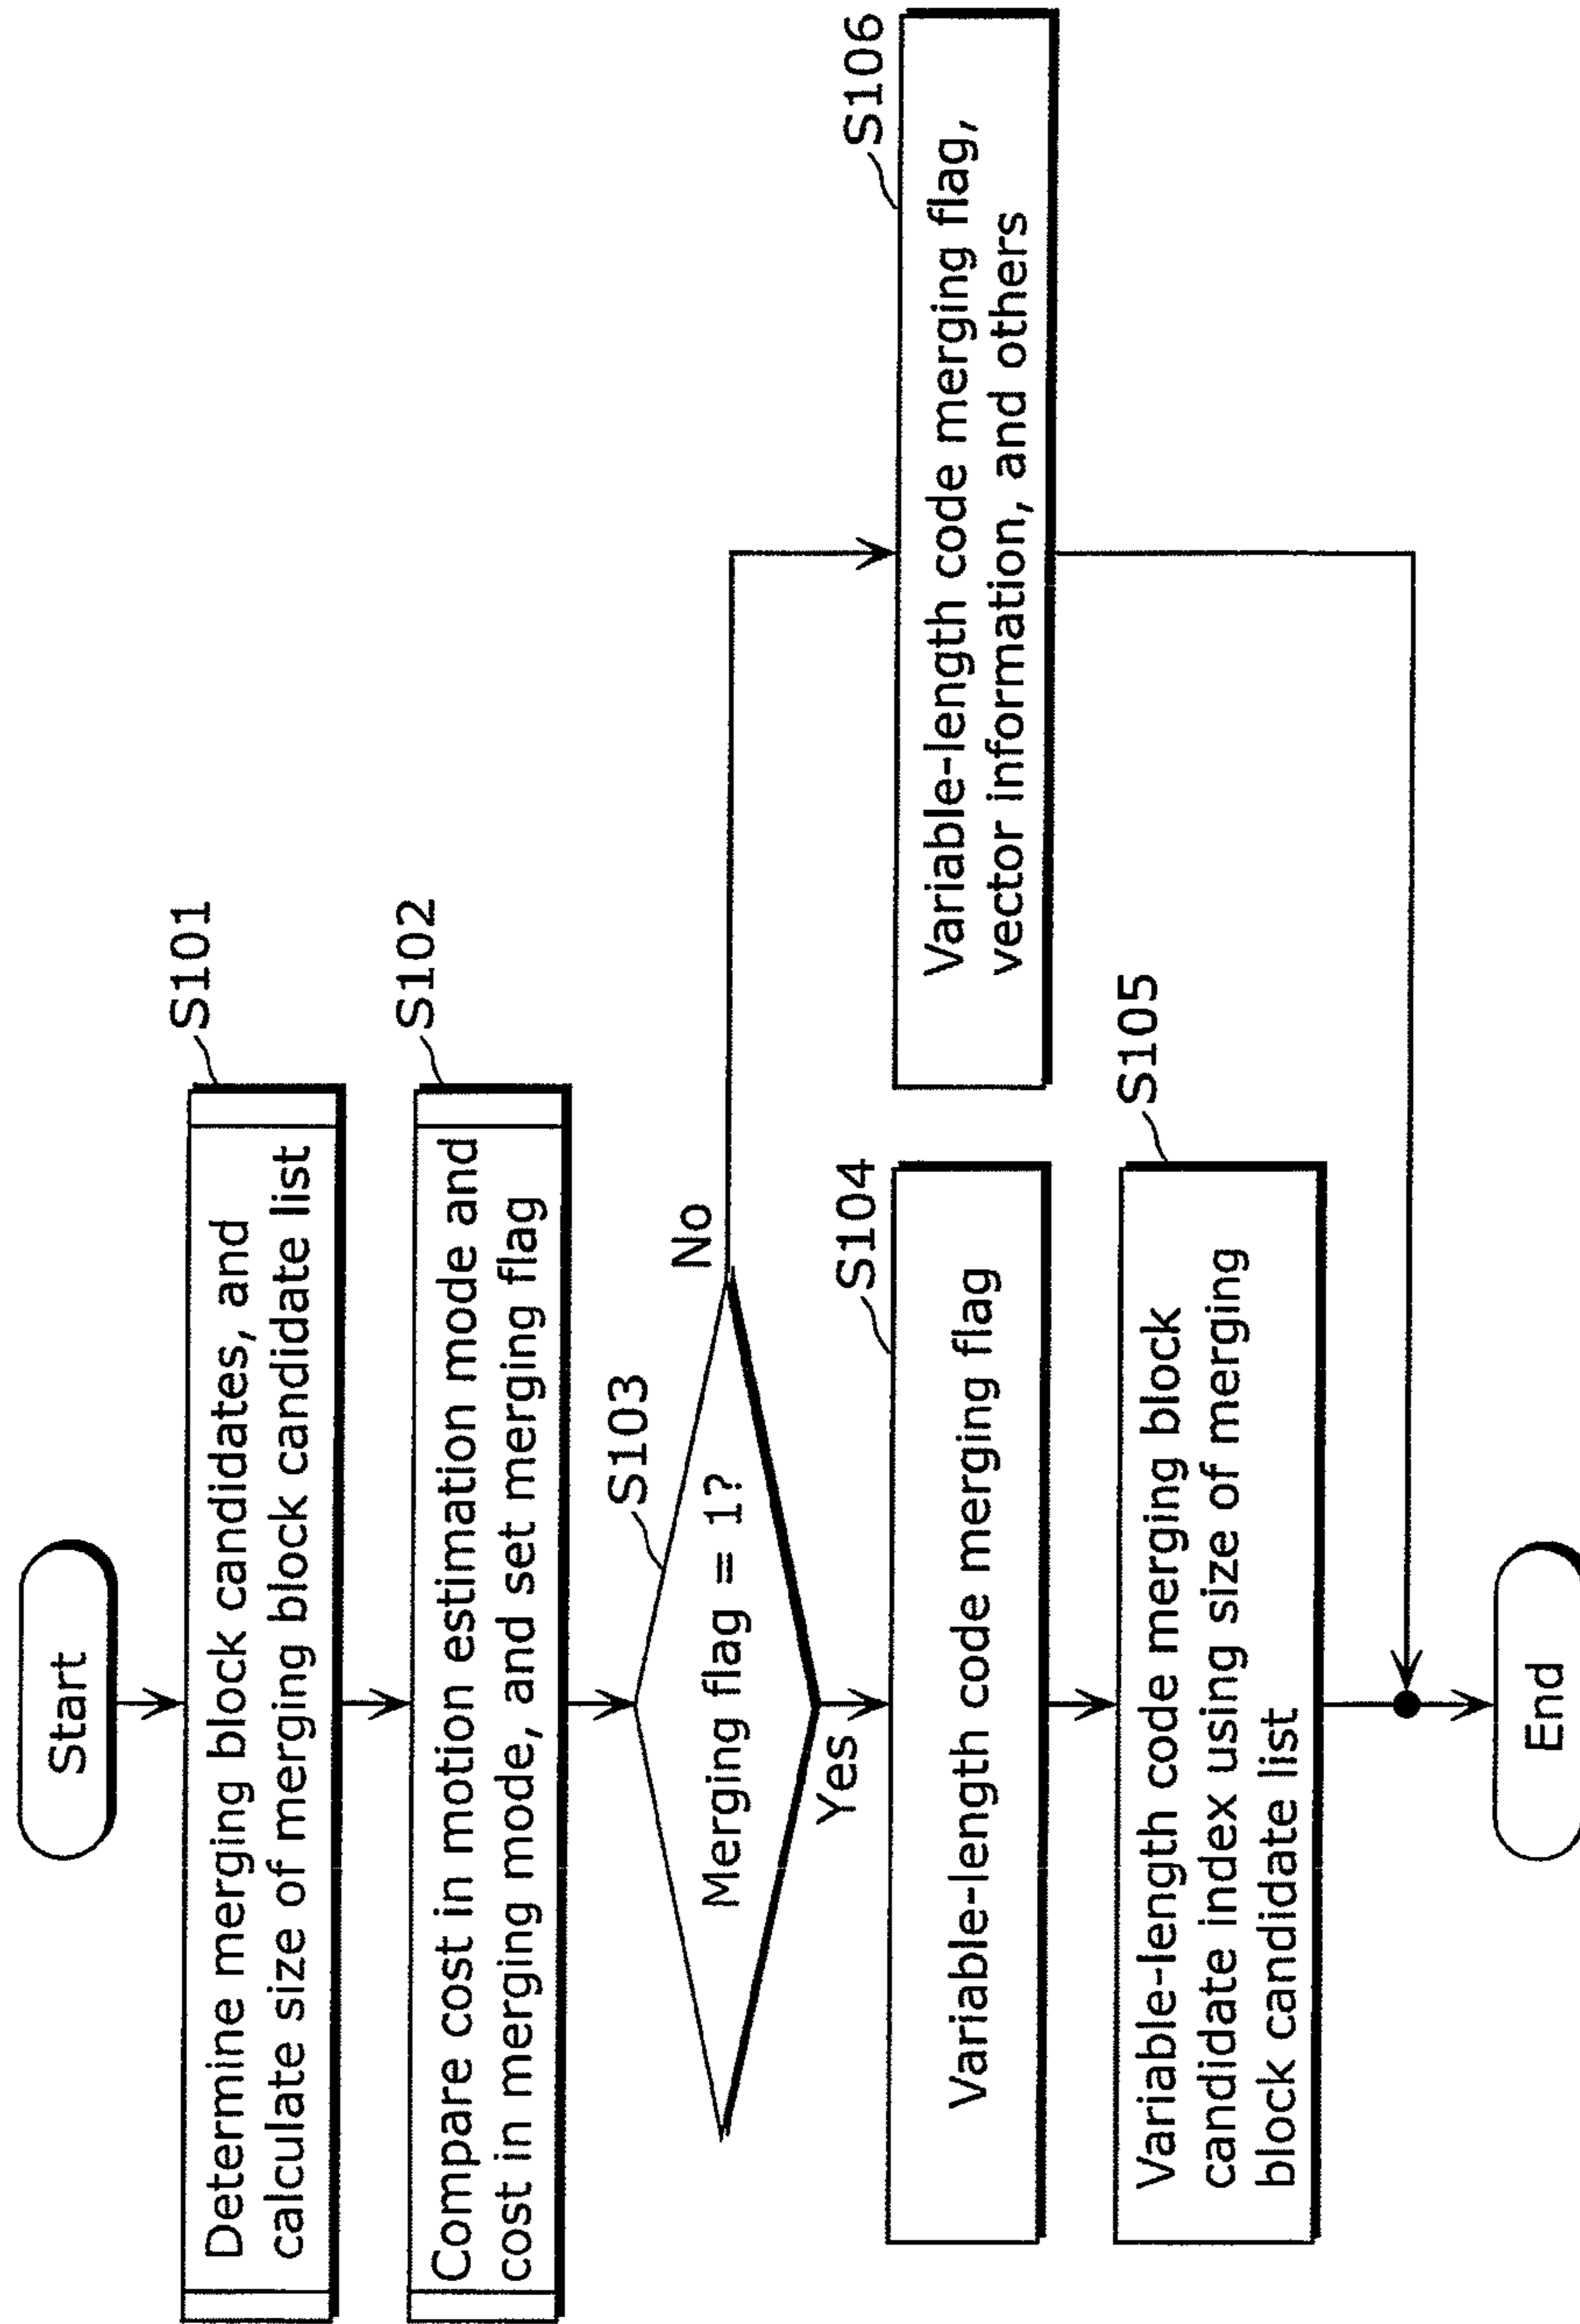 Start
S101
Determine merging block candidates, and
calculate size of merging block candidate list
S102
Compare cost in motion estimation mode and
cost in merging mode, and set merging flag
S103
Merging flag = 1?
No
Yes
S104
Variable-length code merging flag
S106
Variable-length code merging flag,
vector information, and others
S105
Variable-length code merging block
candidate index using size of merging
block candidate list
End